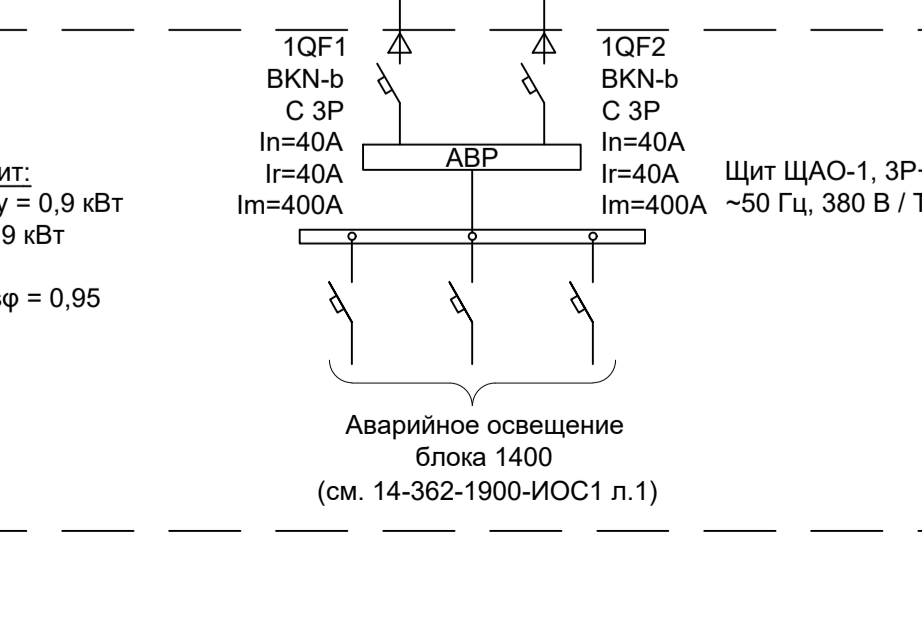 1QF1
BKN-b
C 3P
In=40A
Ir=40A
Im=400A
1QF2
BKN-b
C 3P
In=40A
Ir=40A
Im=400A
АВР
ит:
у = 0,9 кВт
9 кВт
sφ = 0,95
Щит ЩАО-1, 3P+
~50 Гц, 380 В / Т
Аварийное освещение
блока 1400
(см. 14-362-1900-ИОС1 л.1)